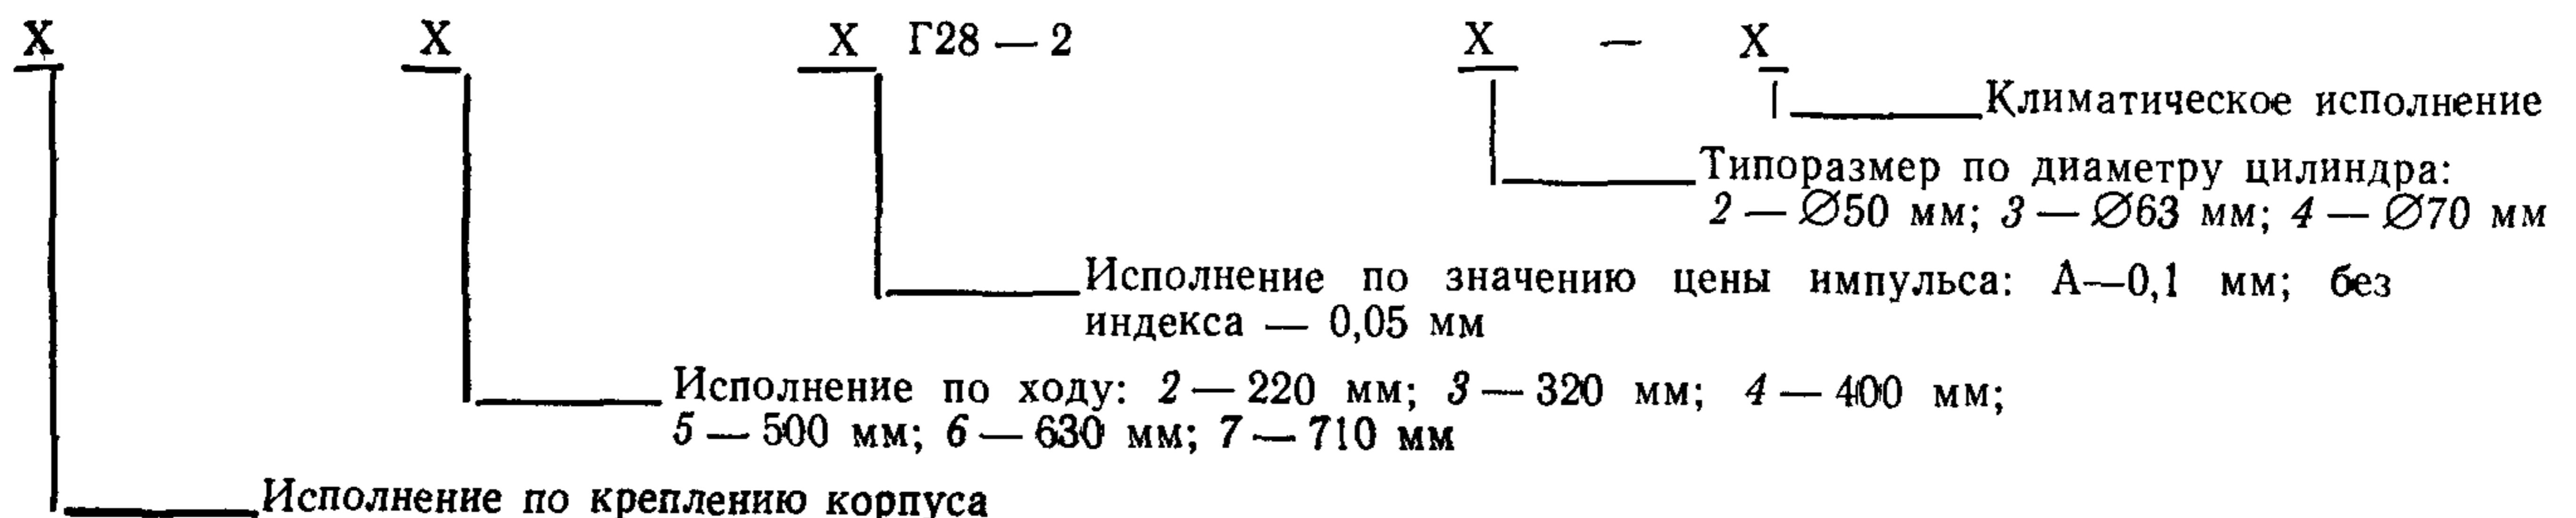 Х Х Х Г28 — 2 Х — Х
Климатическое исполнение
Типоразмер по диаметру цилиндра:
2 — ∅50 мм; 3 — ∅63 мм; 4 — ∅70 мм
Исполнение по значению цены импульса: А—0,1 мм; без
индекса — 0,05 мм
Исполнение по ходу: 2 — 220 мм; 3 — 320 мм; 4 — 400 мм;
5 — 500 мм; 6 — 630 мм; 7 — 710 мм
Исполнение по креплению корпуса